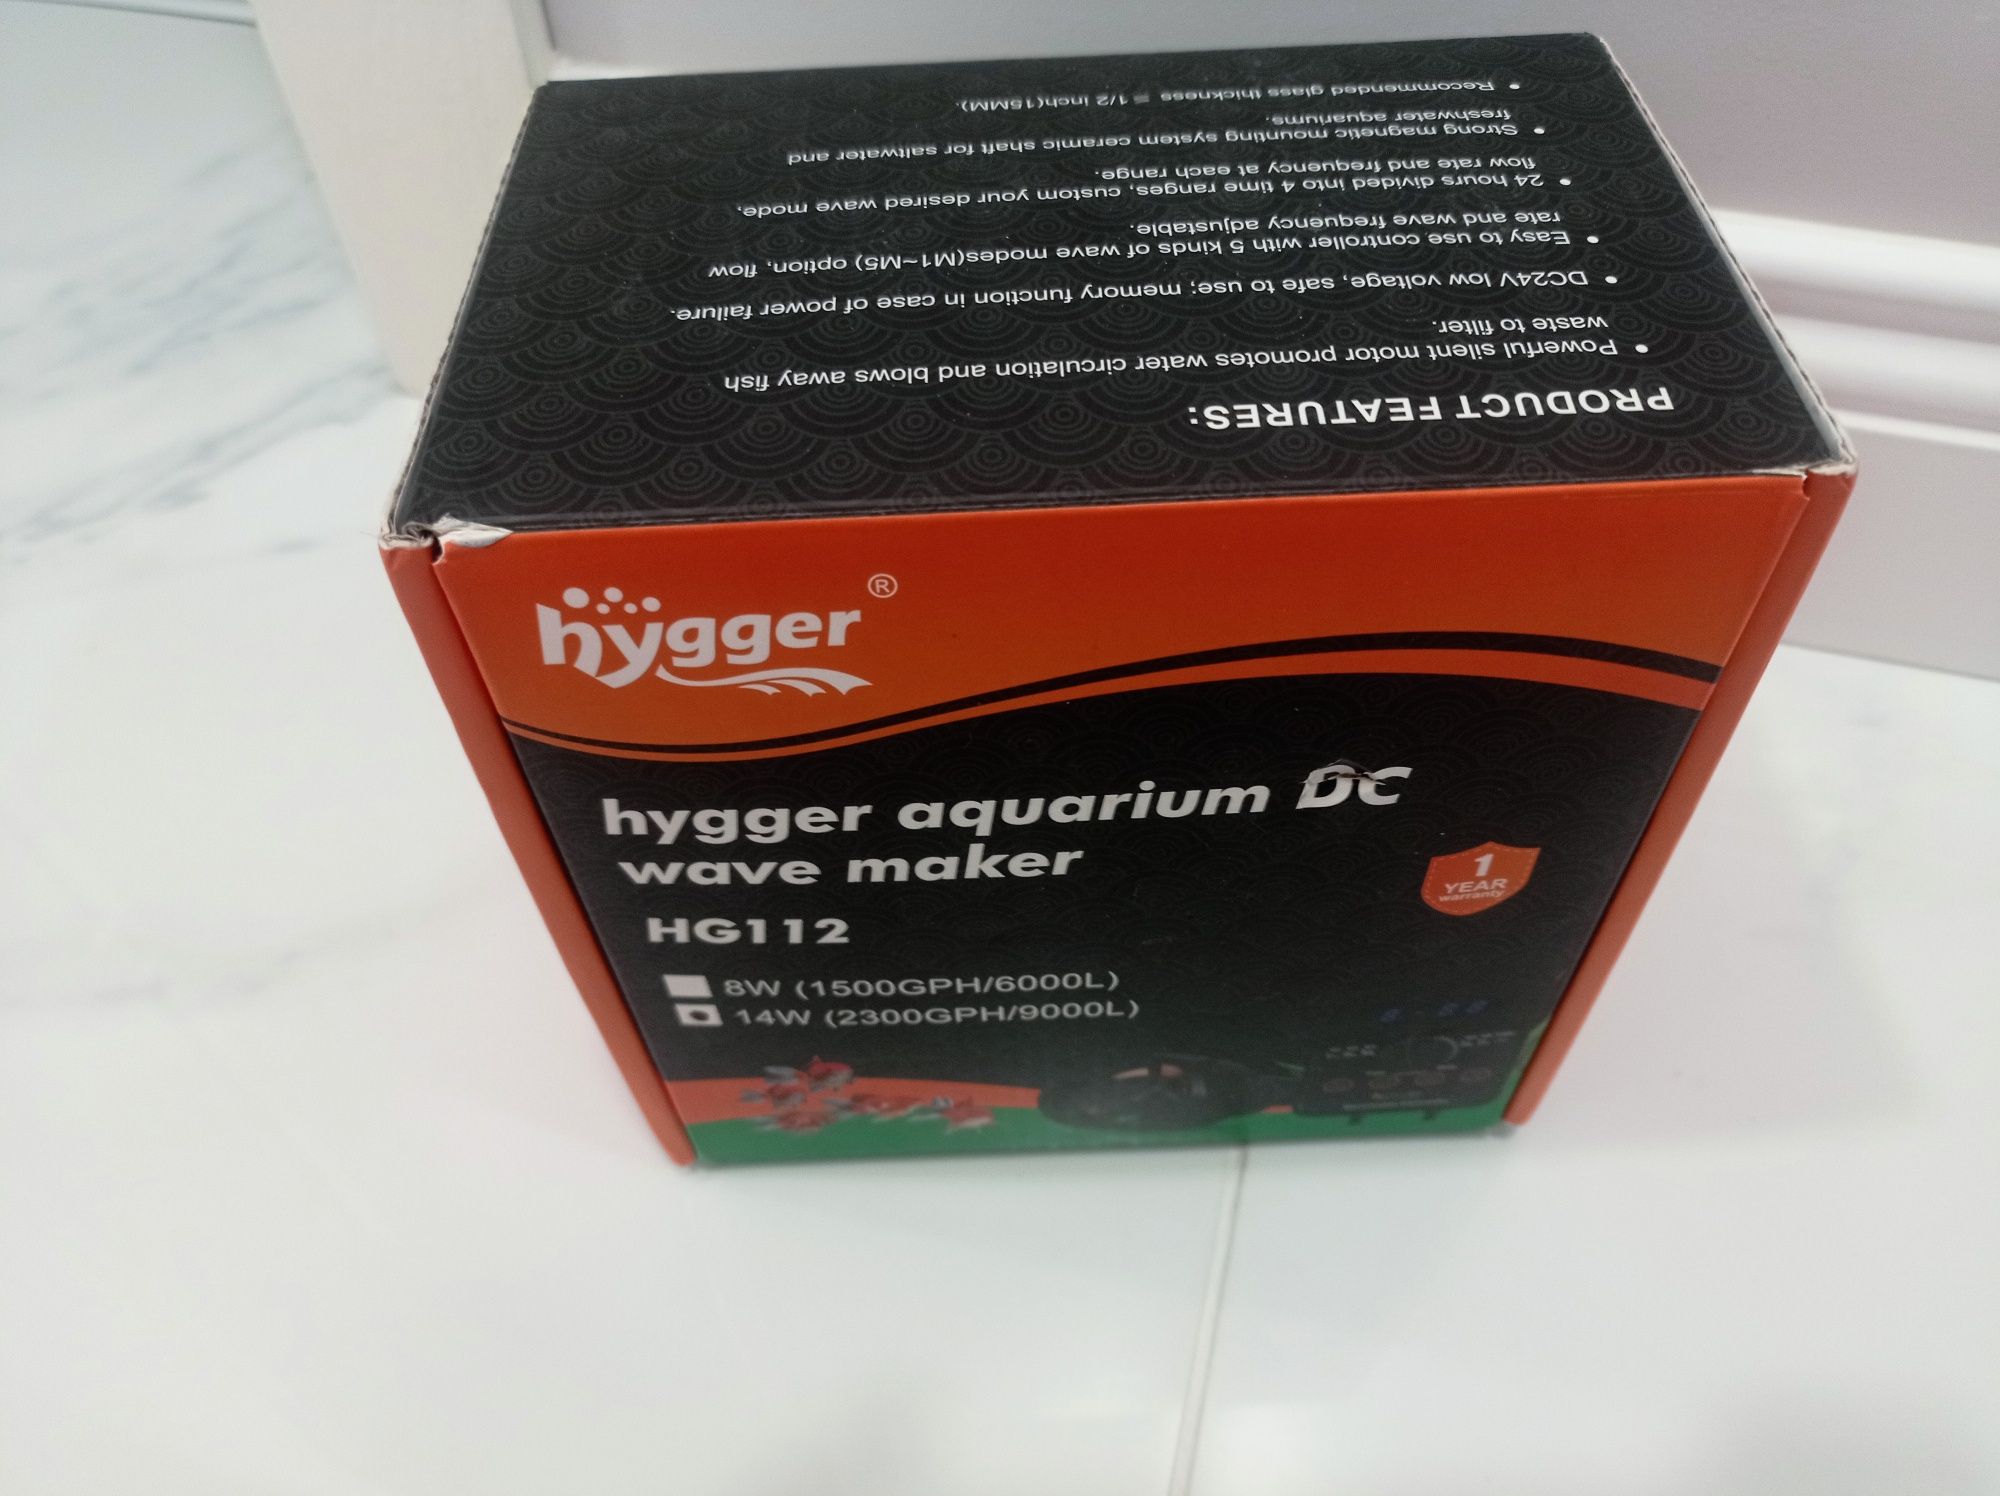 hygger®
hygger aquarium DC
wave maker
HG112
8W (1500GPH/6000L)
14W (2300GPH/9000L)
1
YEAR
warranty
PRODUCT FEATURES:
• Powerful silent motor promotes water circulation and blows away fish
waste to filter.
• DC24V low voltage, safe to use; memory function in case of power failure.
• Easy to use controller with 5 kinds of wave modes(M1~M5) option, flow
rate and wave frequency adjustable.
• 24 hours divided into 4 time ranges, custom your desired wave mode,
flow rate and frequency at each range.
• Strong magnetic mounting system ceramic shaft for saltwater and
freshwater aquariums.
• Recommended glass thickness = 1/2 inch(15MM).